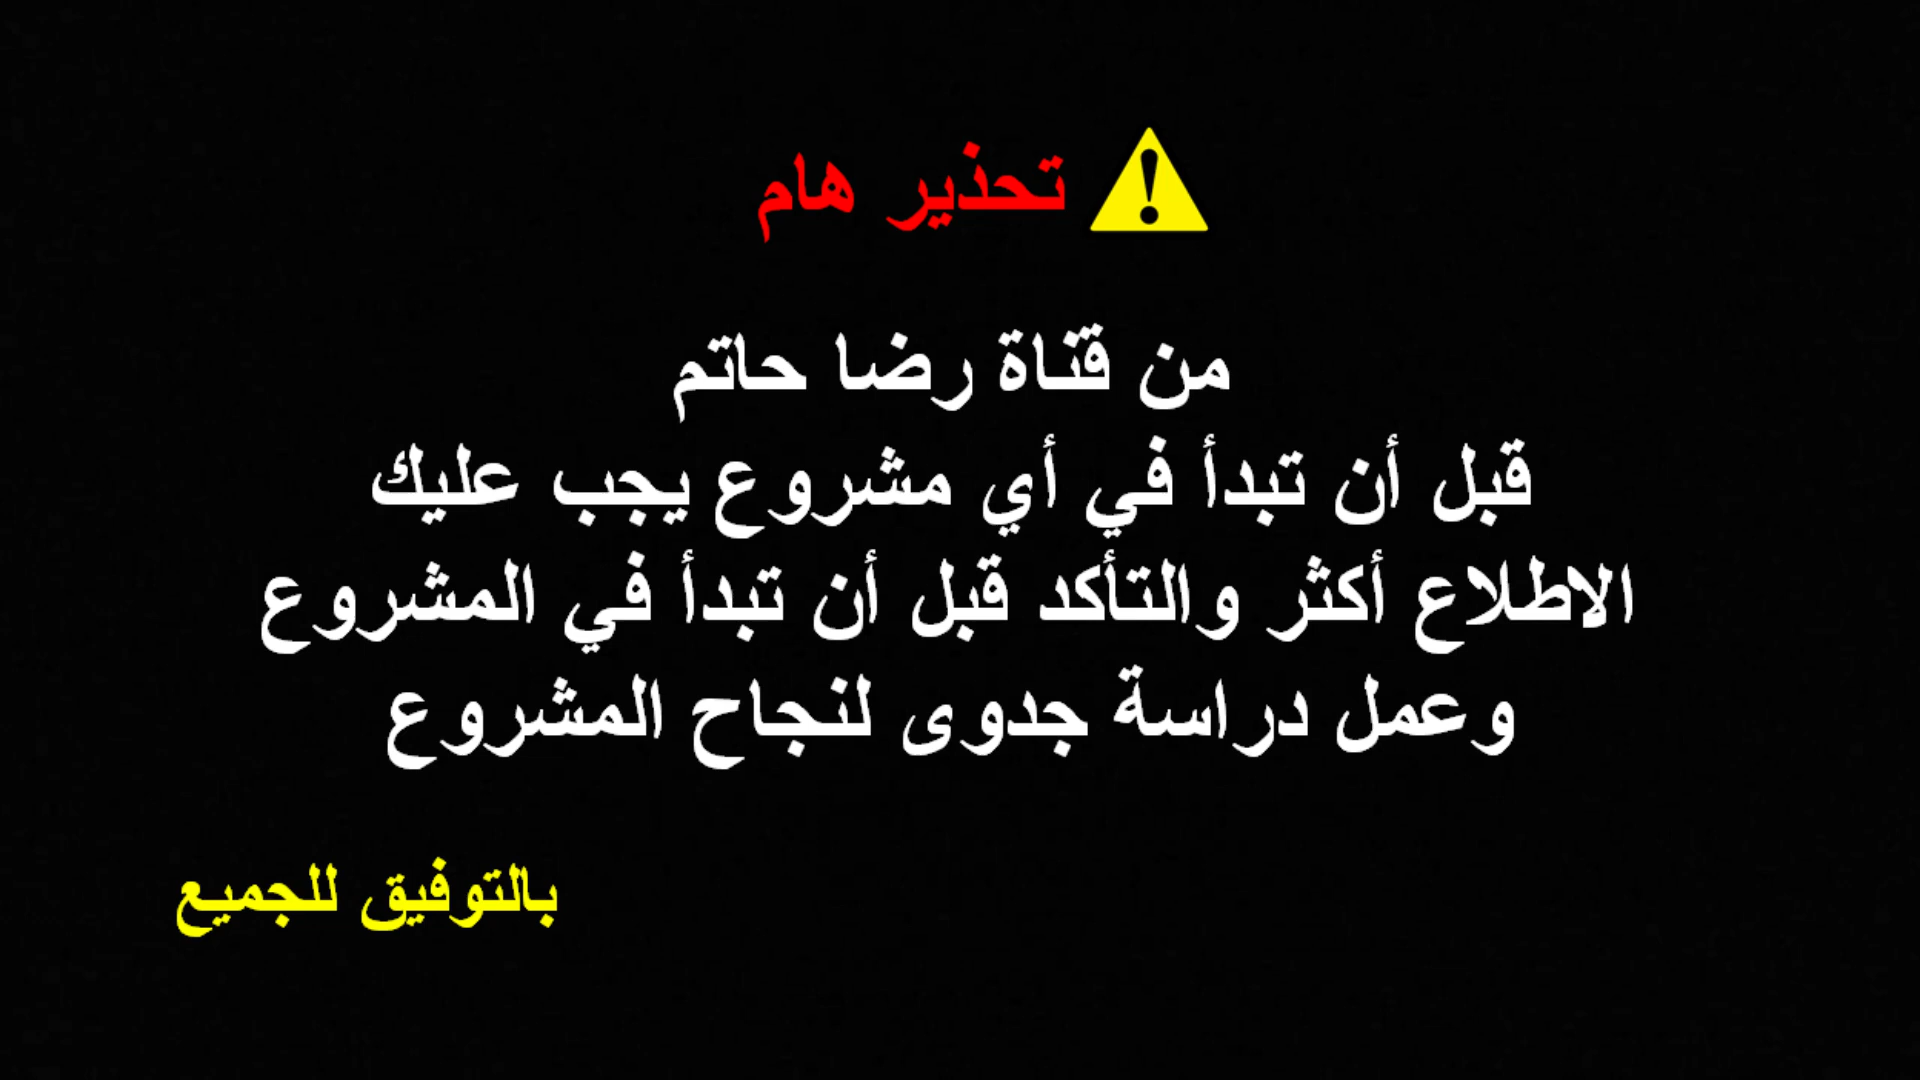 ⚠ تحذير هام
من قناة رضا حاتم
قبل أن تبدأ في أي مشروع يجب عليك
الاطلاع أكثر والتأكد قبل أن تبدأ في المشروع
وعمل دراسة جدوى لنجاح المشروع
بالتوفيق للجميع